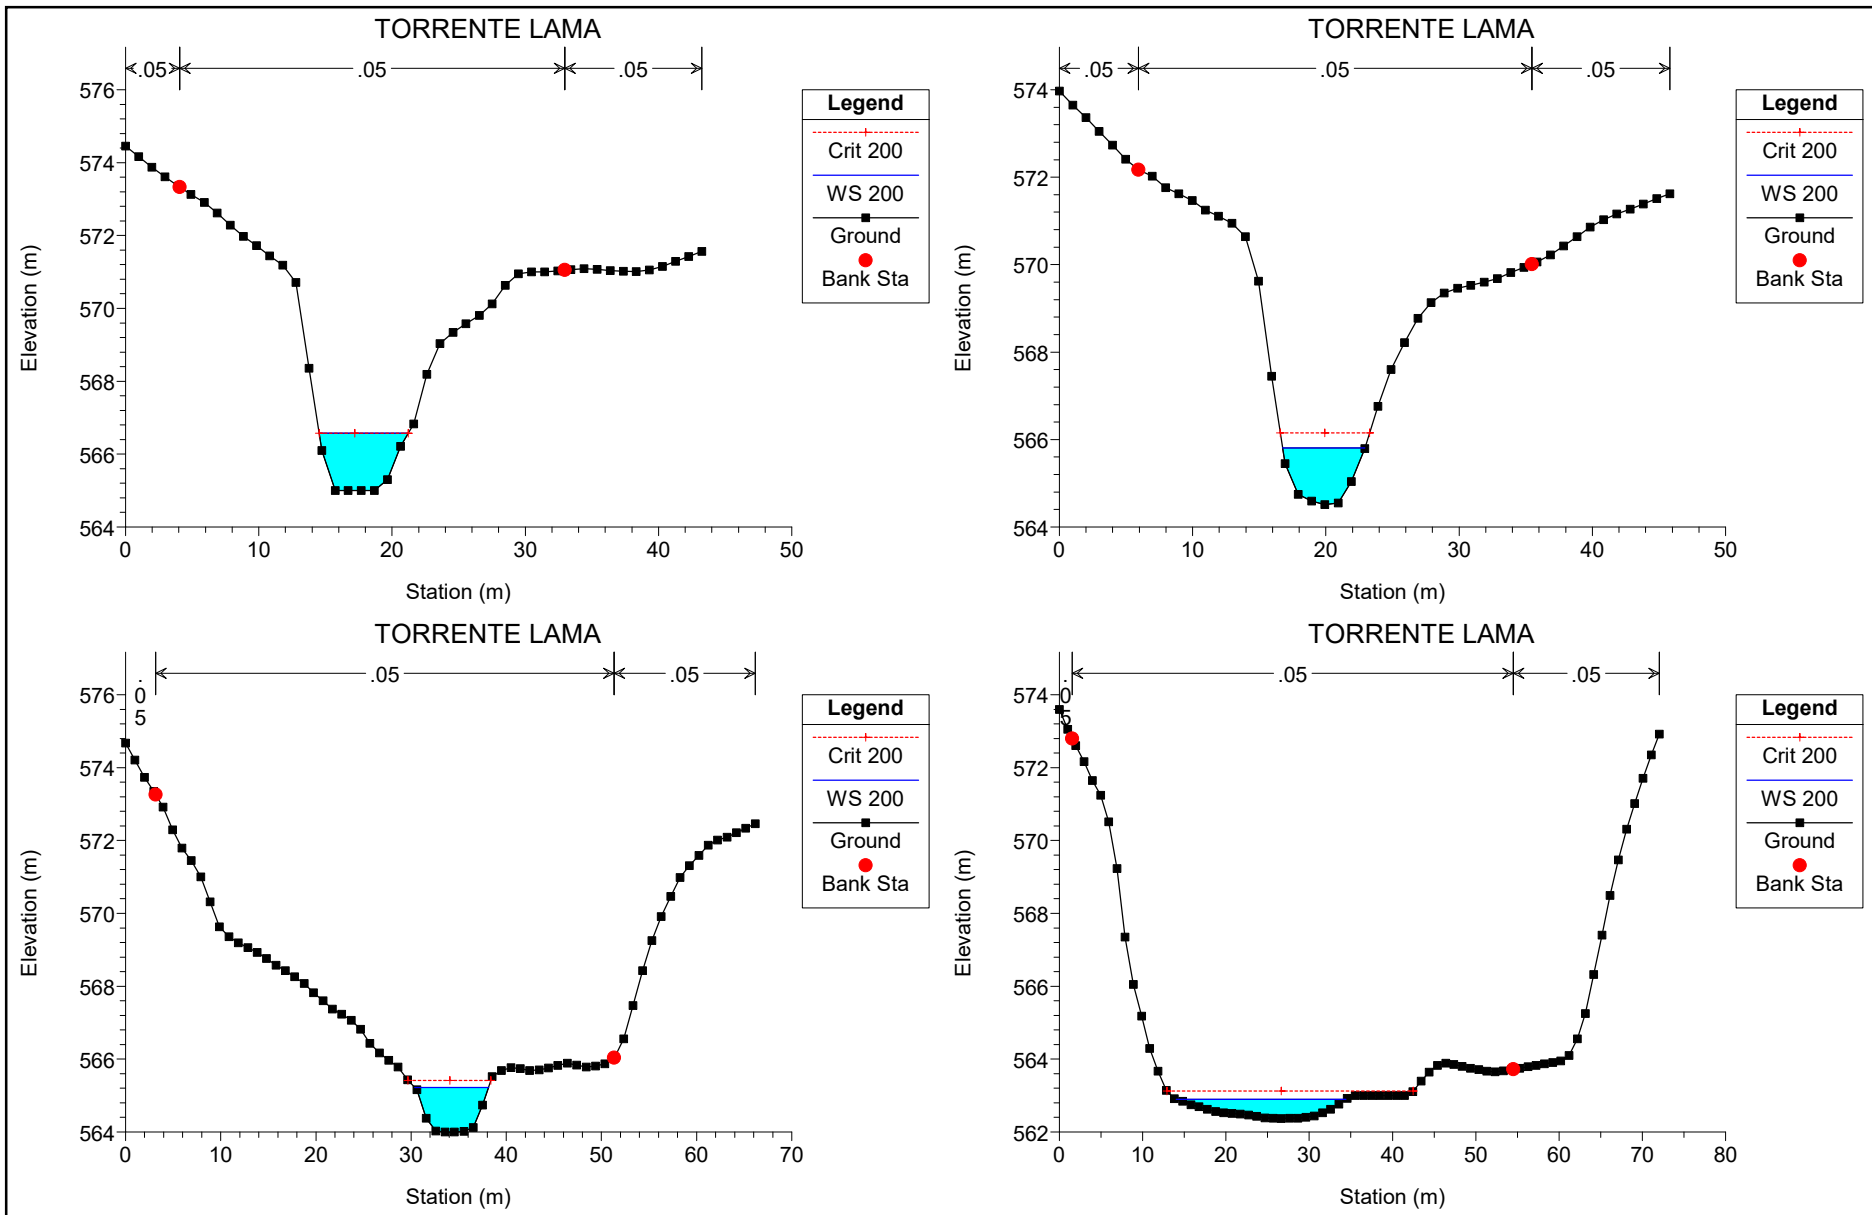 TORRENTE LAMA
.05 .05 .05
576
574
572
570
568
566
564
0 10 20 30 40 50
Elevation (m)
Station (m)
Legend
Crit 200
WS 200
Ground
Bank Sta
TORRENTE LAMA
.05 .05 .05
574
572
570
568
566
564
0 10 20 30 40 50
Elevation (m)
Station (m)
Legend
Crit 200
WS 200
Ground
Bank Sta
TORRENTE LAMA
.05 .05 .05
576
574
572
570
568
566
564
0 10 20 30 40 50 60 70
Elevation (m)
Station (m)
Legend
Crit 200
WS 200
Ground
Bank Sta
TORRENTE LAMA
.05 .05 .05
574
572
570
568
566
564
562
0 10 20 30 40 50 60 70 80
Elevation (m)
Station (m)
Legend
Crit 200
WS 200
Ground
Bank Sta